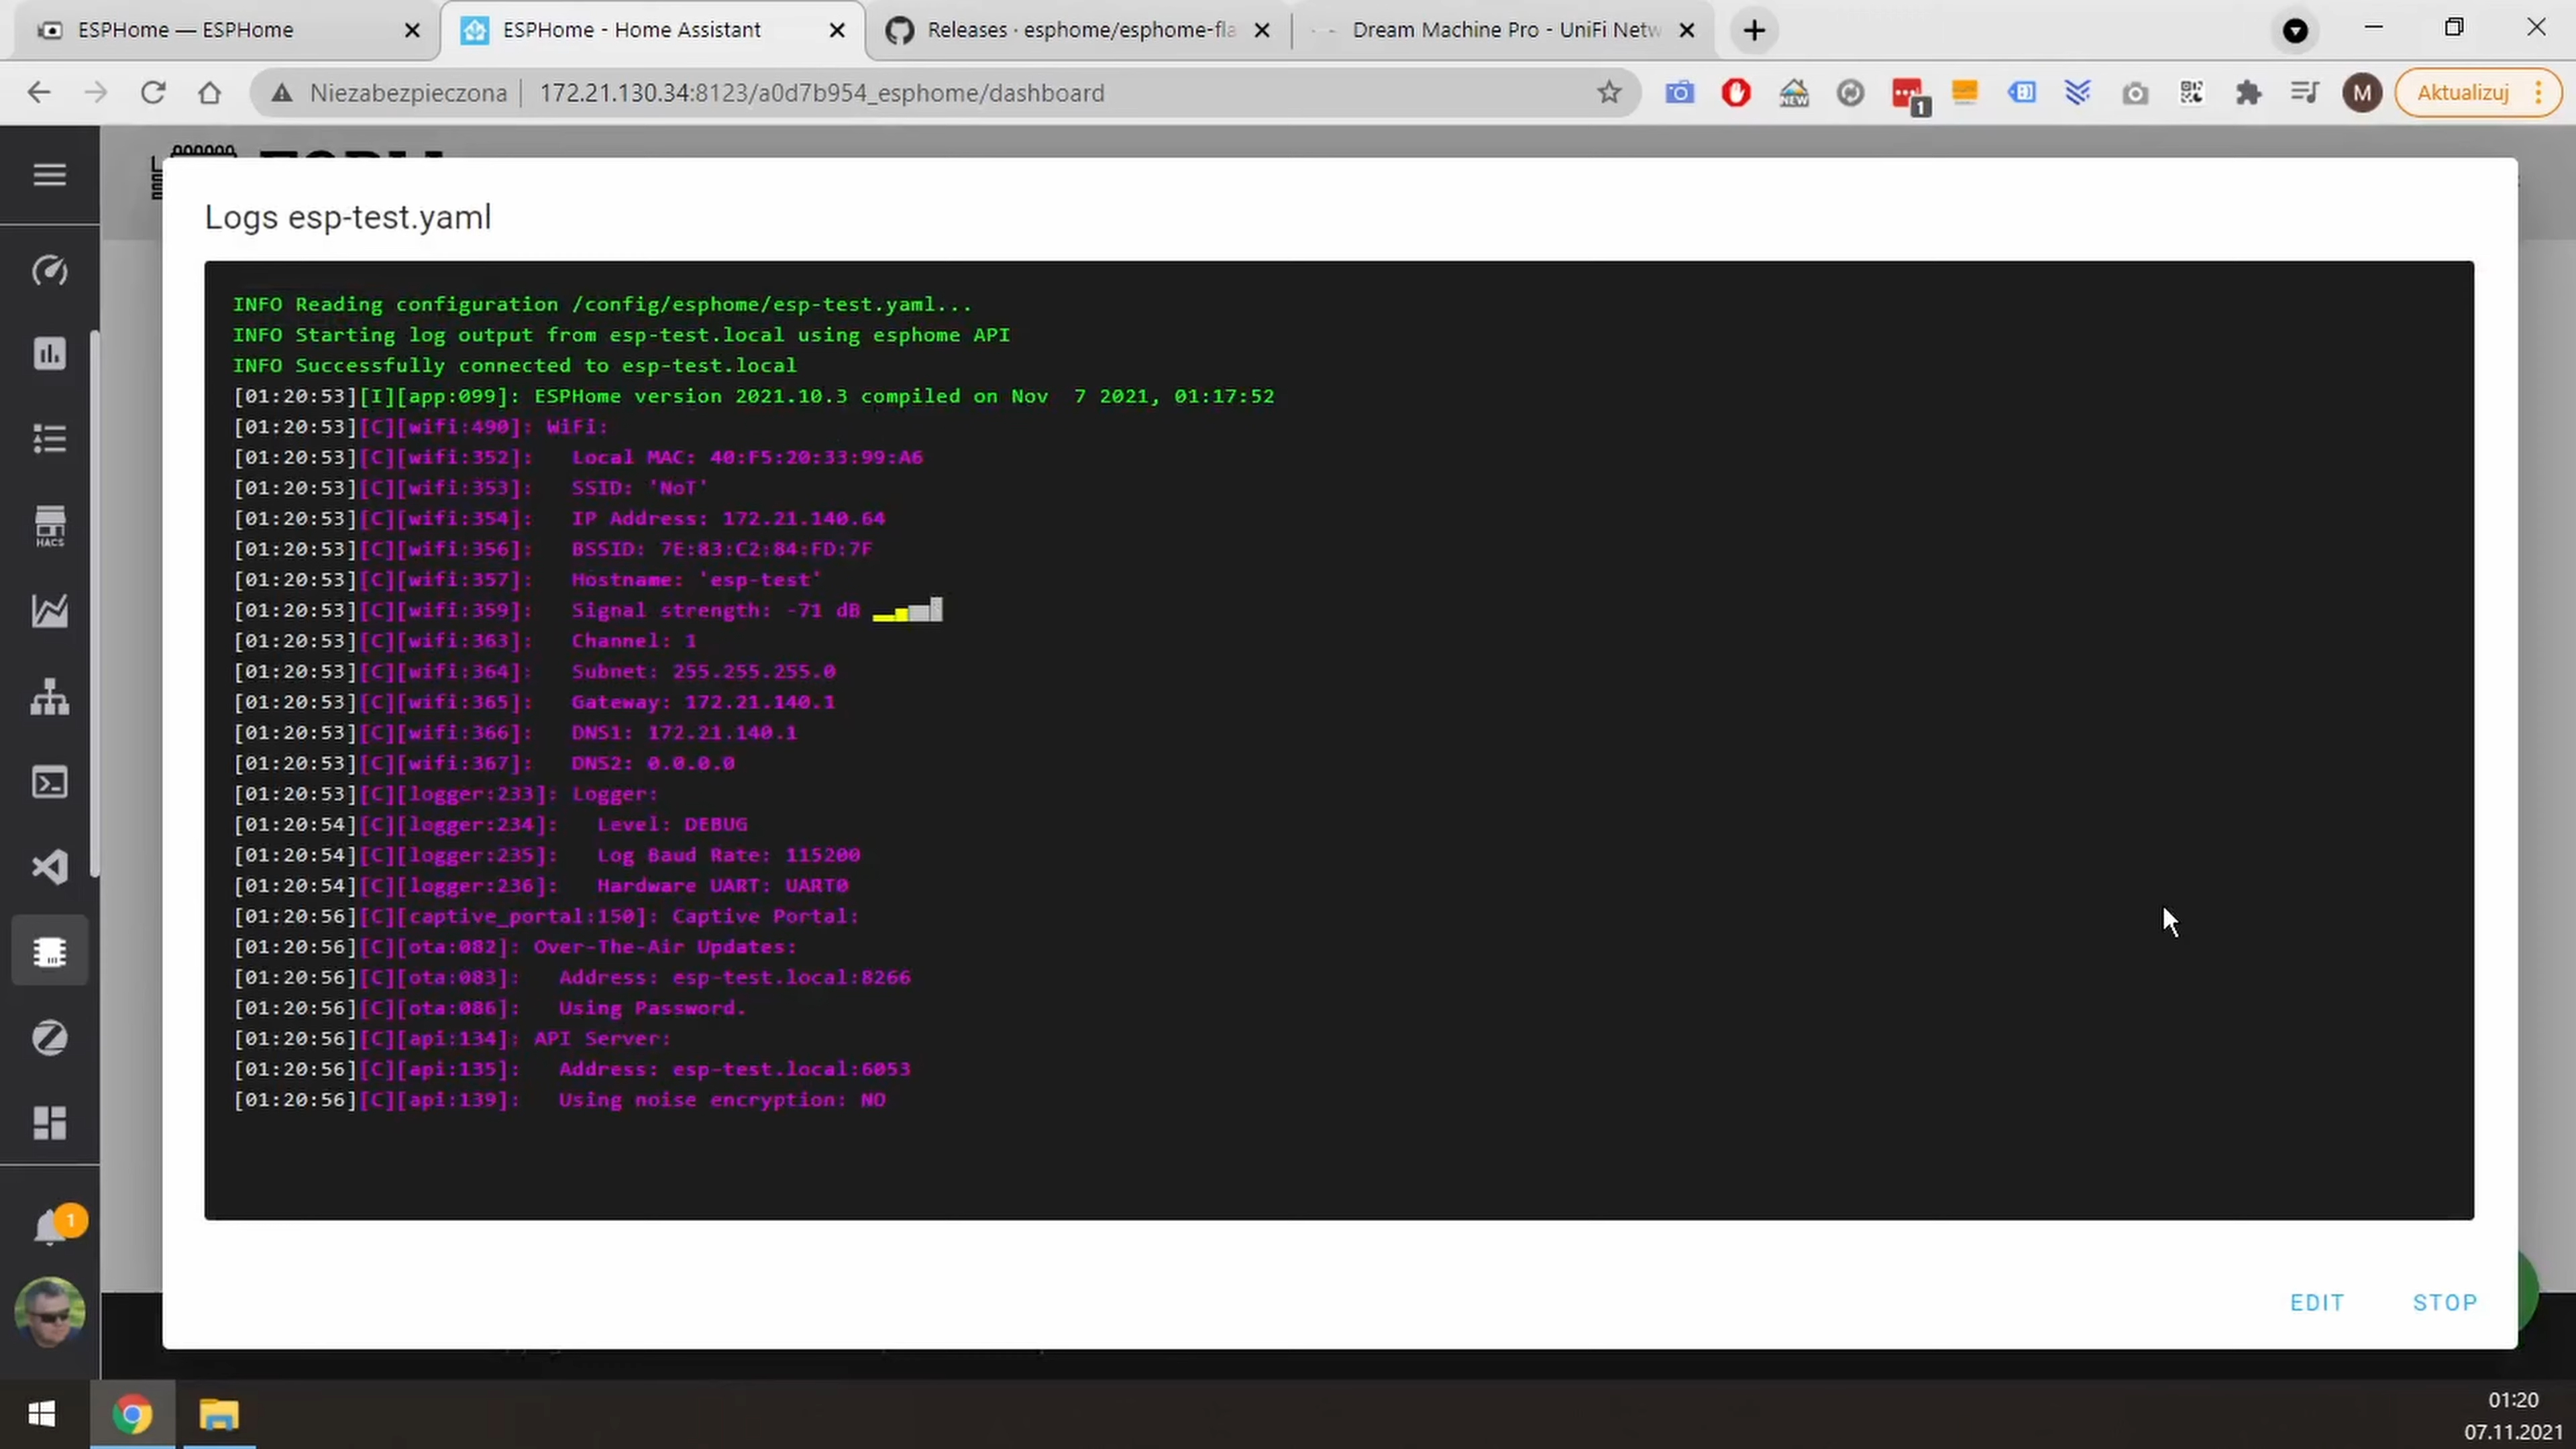 ESPHome — ESPHome
ESPHome - Home Assistant
Releases · esphome/esphome-fla
Dream Machine Pro - UniFi Netw
Niezabezpieczona
172.21.130.34:8123/a0d7b954_esphome/dashboard
NEW
1
M
Aktualizuj
Logs esp-test.yaml
INFO Reading configuration /config/esphome/esp-test.yaml...
INFO Starting log output from esp-test.local using esphome API
INFO Successfully connected to esp-test.local
[01:20:53][I][app:099]: ESPHome version 2021.10.3 compiled on Nov  7 2021, 01:17:52
[01:20:53][C][wifi:490]: WiFi:
[01:20:53][C][wifi:352]:   Local MAC: 40:F5:20:33:99:A6
[01:20:53][C][wifi:353]:   SSID: 'NoT'
[01:20:53][C][wifi:354]:   IP Address: 172.21.140.64
[01:20:53][C][wifi:356]:   BSSID: 7E:83:C2:84:FD:7F
[01:20:53][C][wifi:357]:   Hostname: 'esp-test'
[01:20:53][C][wifi:359]:   Signal strength: -71 dB
[01:20:53][C][wifi:363]:   Channel: 1
[01:20:53][C][wifi:364]:   Subnet: 255.255.255.0
[01:20:53][C][wifi:365]:   Gateway: 172.21.140.1
[01:20:53][C][wifi:366]:   DNS1: 172.21.140.1
[01:20:53][C][wifi:367]:   DNS2: 0.0.0.0
[01:20:53][C][logger:233]: Logger:
[01:20:54][C][logger:234]:   Level: DEBUG
[01:20:54][C][logger:235]:   Log Baud Rate: 115200
[01:20:54][C][logger:236]:   Hardware UART: UART0
[01:20:56][C][captive_portal:150]: Captive Portal:
[01:20:56][C][ota:082]: Over-The-Air Updates:
[01:20:56][C][ota:083]:   Address: esp-test.local:8266
[01:20:56][C][ota:086]:   Using Password.
[01:20:56][C][api:134]: API Server:
[01:20:56][C][api:135]:   Address: esp-test.local:6053
[01:20:56][C][api:139]:   Using noise encryption: NO
HACS
1
EDIT
STOP
01:20
07.11.2021